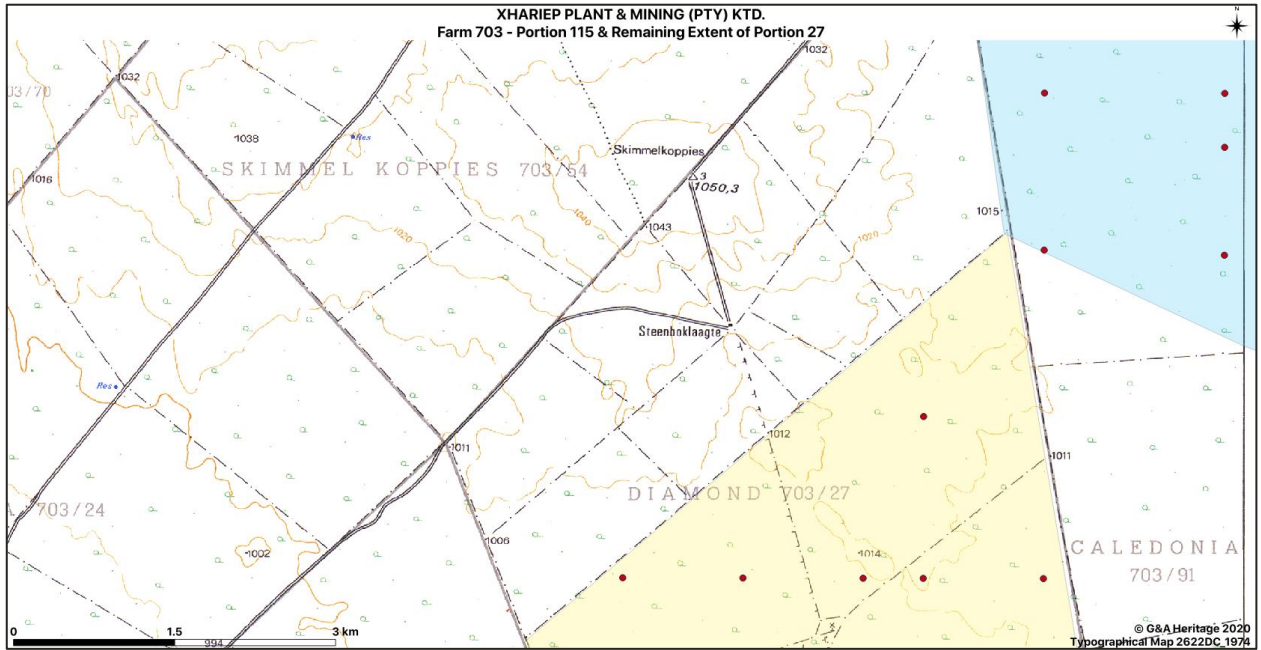 XHARIEP PLANT & MINING (PTY) KTD.
Farm 703 - Portion 115 & Remaining Extent of Portion 27
N
1032
1032
03/70
1038
Res
Skimmelkoppies
SKIMMEL KOPPIES 703/54
1016
3
1050,3
1015
1040
1043
1020
1020
Steenboklaagte
Res
1012
1011
1011
DIAMOND 703/27
A 703/24
1006
1002
1014
CALEDONIA
703/91
0 1.5 3 km
994
© G&A Heritage 2020
Typographical Map 2622DC_1974